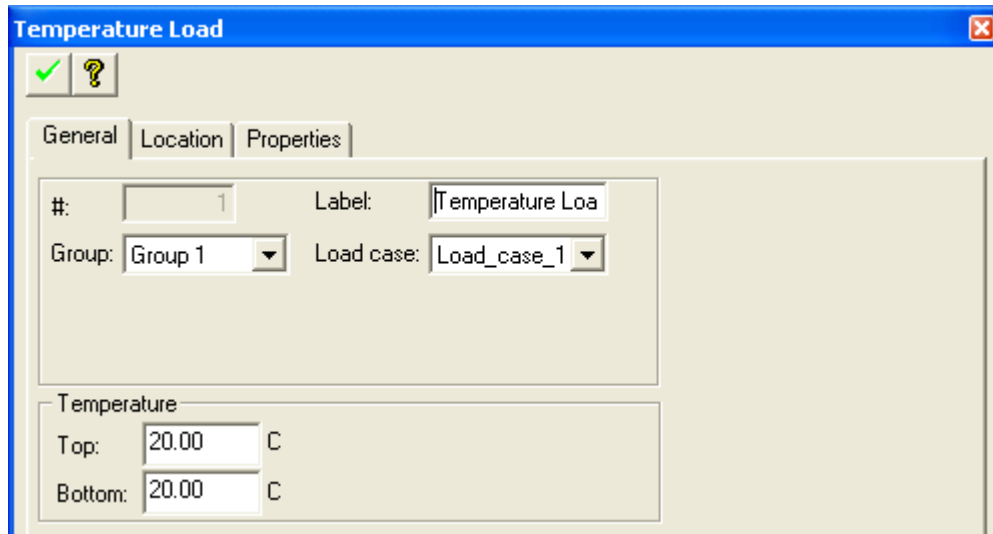 Temperature Load
General Location Properties
#: 1 Label: Temperature Loa
Group: Group 1 Load case: Load_case_1
Temperature
Top: 20.00 C
Bottom: 20.00 C